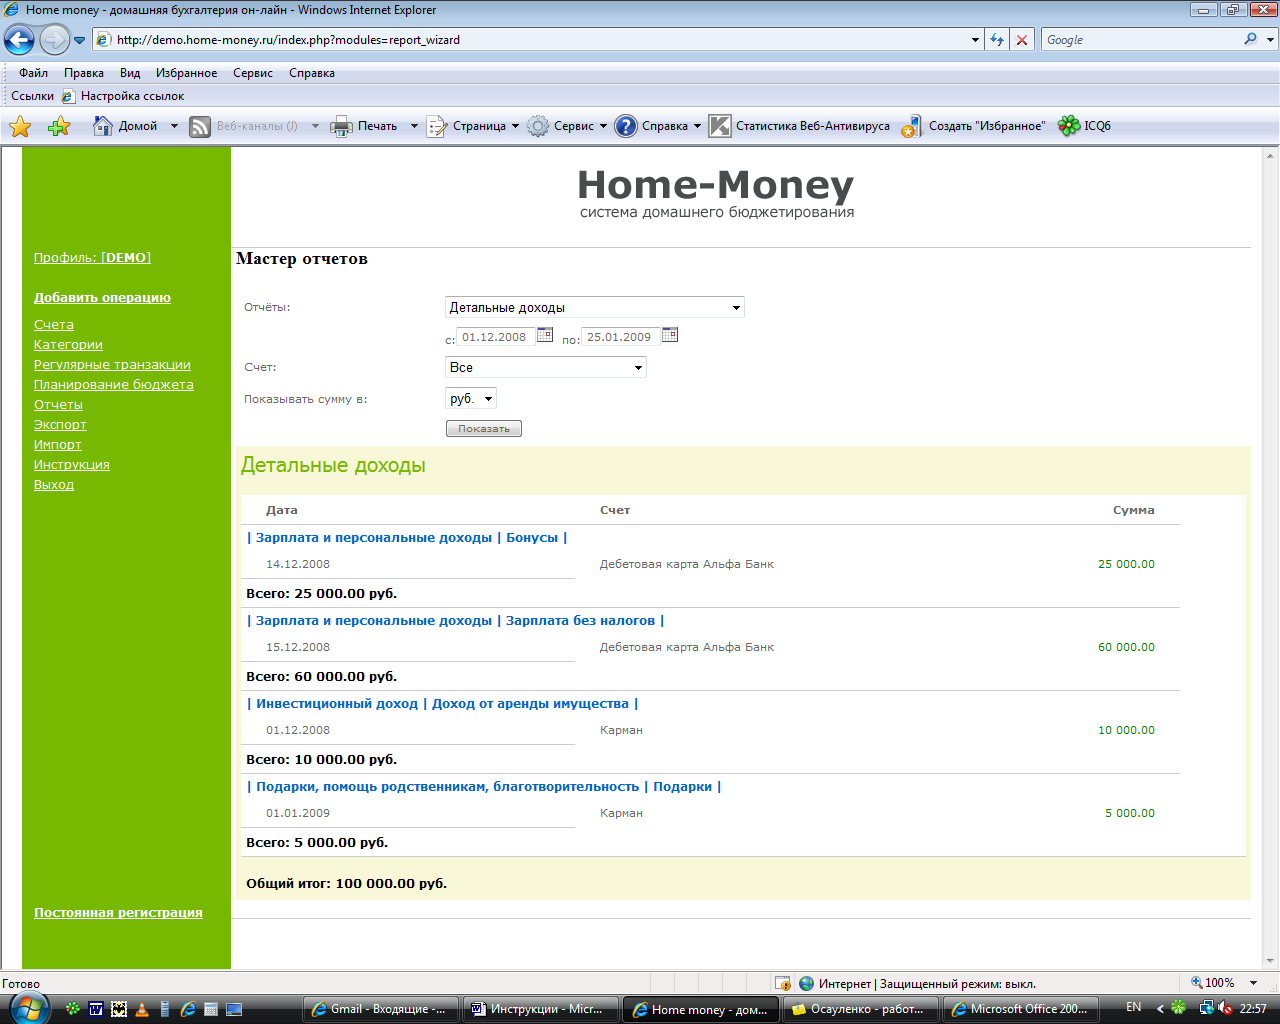 Home money - домашняя бухгалтерия он-лайн - Windows Internet Explorer
http://demo.home-money.ru/index.php?modules=report_wizard
Google
Файл Правка Вид Избранное Сервис Справка
Ссылки Настройка ссылок
Домой Веб-каналы (J) Печать Страница Сервис Справка Статистика Веб-Антивируса Создать "Избранное" ICQ6
Home-Money
система домашнего бюджетирования
Профиль: [DEMO]
Добавить операцию
Счета
Категории
Регулярные транзакции
Планирование бюджета
Отчеты
Экспорт
Импорт
Инструкция
Выход
Постоянная регистрация
Мастер отчетов
Отчёты: Детальные доходы
с: 01.12.2008 по: 25.01.2009
Счет: Все
Показывать сумму в: руб.
Показать
Детальные доходы
Дата Счет Сумма
| Зарплата и персональные доходы | Бонусы |
14.12.2008 Дебетовая карта Альфа Банк 25 000.00
Всего: 25 000.00 руб.
| Зарплата и персональные доходы | Зарплата без налогов |
15.12.2008 Дебетовая карта Альфа Банк 60 000.00
Всего: 60 000.00 руб.
| Инвестиционный доход | Доход от аренды имущества |
01.12.2008 Карман 10 000.00
Всего: 10 000.00 руб.
| Подарки, помощь родственникам, благотворительность | Подарки |
01.01.2009 Карман 5 000.00
Всего: 5 000.00 руб.
Общий итог: 100 000.00 руб.
Готово Интернет | Защищенный режим: выкл. 100%
Gmail - Входящие -... Инструкции - Micr... Home money - дом... Осауленко - работ... Microsoft Office 200... EN 22:57